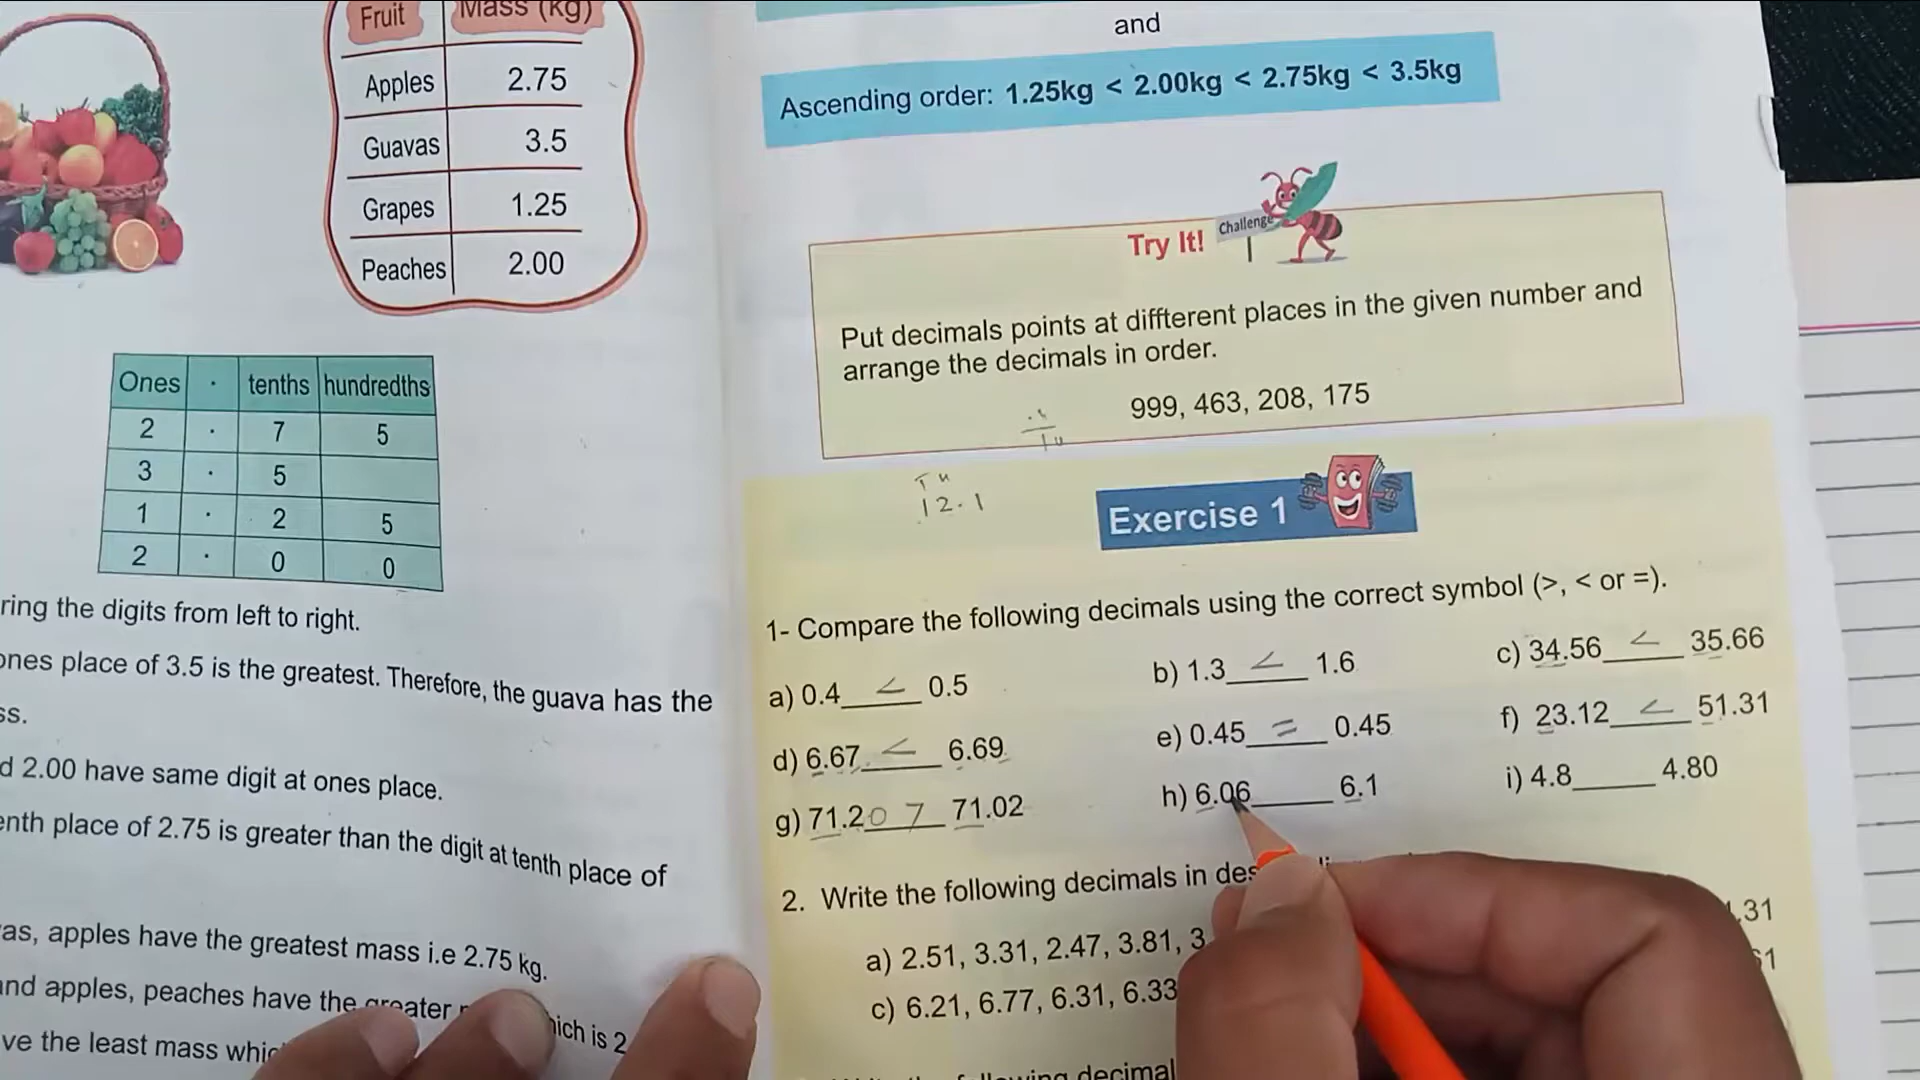 Fruit Mass (kg)
Apples 2.75
Guavas 3.5
Grapes 1.25
Peaches 2.00
Ones . tenths hundredths
2 . 7 5
3 . 5
1 . 2 5
2 . 0 0
ring the digits from left to right.
ones place of 3.5 is the greatest. Therefore, the guava has the
ss.
d 2.00 have same digit at ones place.
enth place of 2.75 is greater than the digit at tenth place of
as, apples have the greatest mass i.e 2.75 kg.
and apples, peaches have the greater hich is 2
ve the least mass whic
and
Ascending order: 1.25kg < 2.00kg < 2.75kg < 3.5kg
Challenge
Try It!
Put decimals points at diffterent places in the given number and
arrange the decimals in order.
999, 463, 208, 175
12.1
Exercise 1
1- Compare the following decimals using the correct symbol (>, < or =).
a) 0.4 < 0.5 b) 1.3 < 1.6 c) 34.56 < 35.66
d) 6.67 < 6.69 e) 0.45 = 0.45 f) 23.12 < 51.31
g) 71.20 > 71.02 h) 6.06____ 6.1 i) 4.8____ 4.80
2. Write the following decimals in des
a) 2.51, 3.31, 2.47, 3.81, 3 .31
c) 6.21, 6.77, 6.31, 6.33 61
decimal